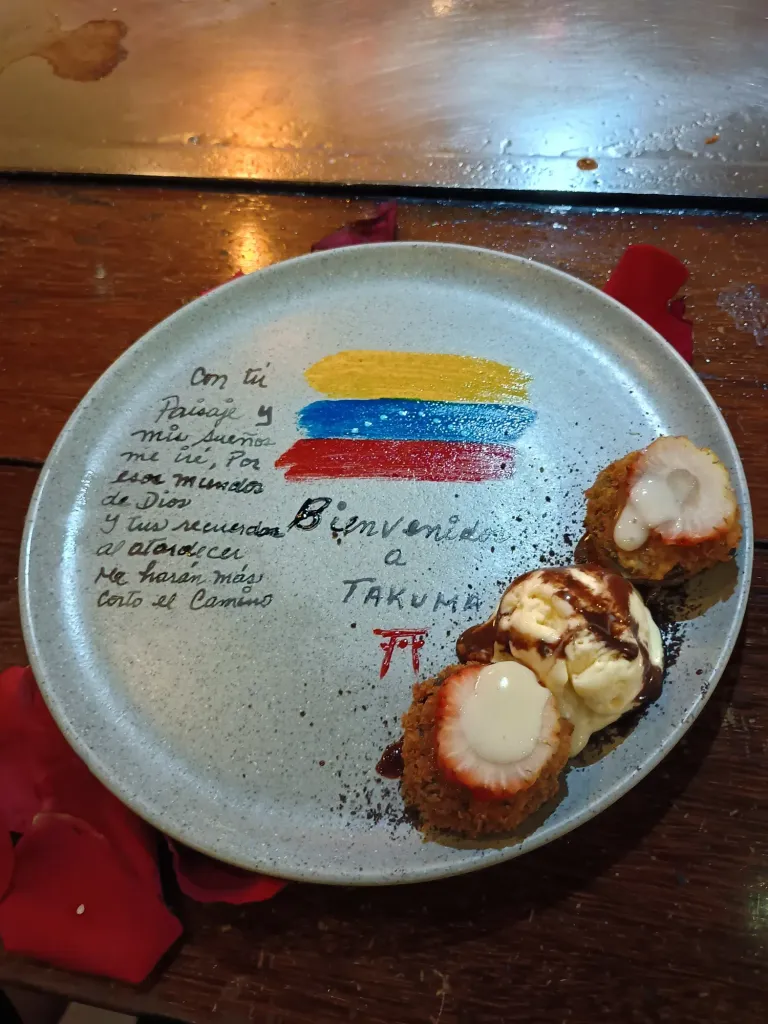 Con tú
Paisaje y
mis sueños
me iré, Por
esos mundos
de Dios
y tus recuerdos
al atardecer
Me harán más
Corto el Camino
Bienvenidos
a
TAKUMA